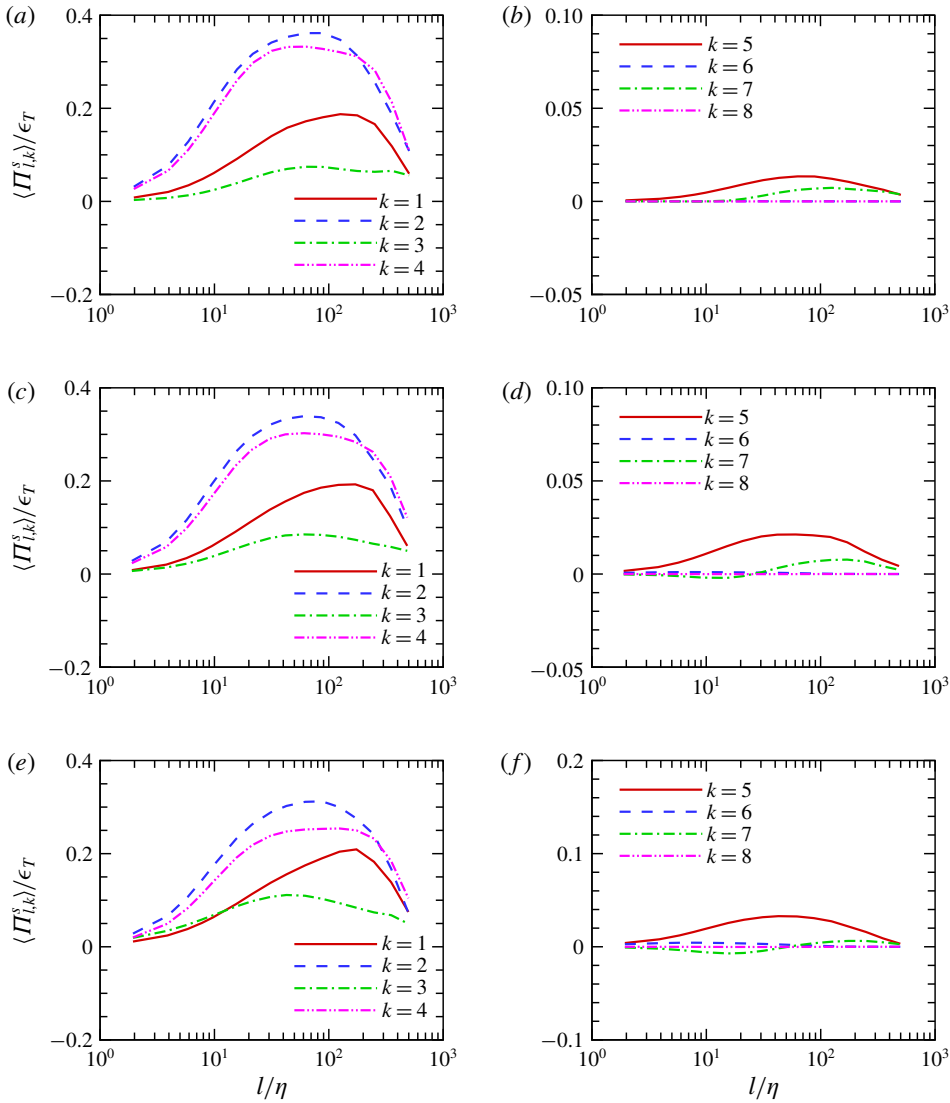 (a)
0.4
0.2
0
−0.2
⟨Π^s_{l,k}⟩/ϵ_T
k = 1
k = 2
k = 3
k = 4
10^0
10^1
10^2
10^3
(b)
0.10
0.05
0
−0.05
k = 5
k = 6
k = 7
k = 8
10^0
10^1
10^2
10^3
(c)
0.4
0.2
0
−0.2
⟨Π^s_{l,k}⟩/ϵ_T
k = 1
k = 2
k = 3
k = 4
10^0
10^1
10^2
10^3
(d)
0.10
0.05
0
−0.05
k = 5
k = 6
k = 7
k = 8
10^0
10^1
10^2
10^3
(e)
0.4
0.2
0
−0.2
⟨Π^s_{l,k}⟩/ϵ_T
k = 1
k = 2
k = 3
k = 4
10^0
10^1
10^2
10^3
l/η
(f)
0.2
0.1
0
−0.1
k = 5
k = 6
k = 7
k = 8
10^0
10^1
10^2
10^3
l/η